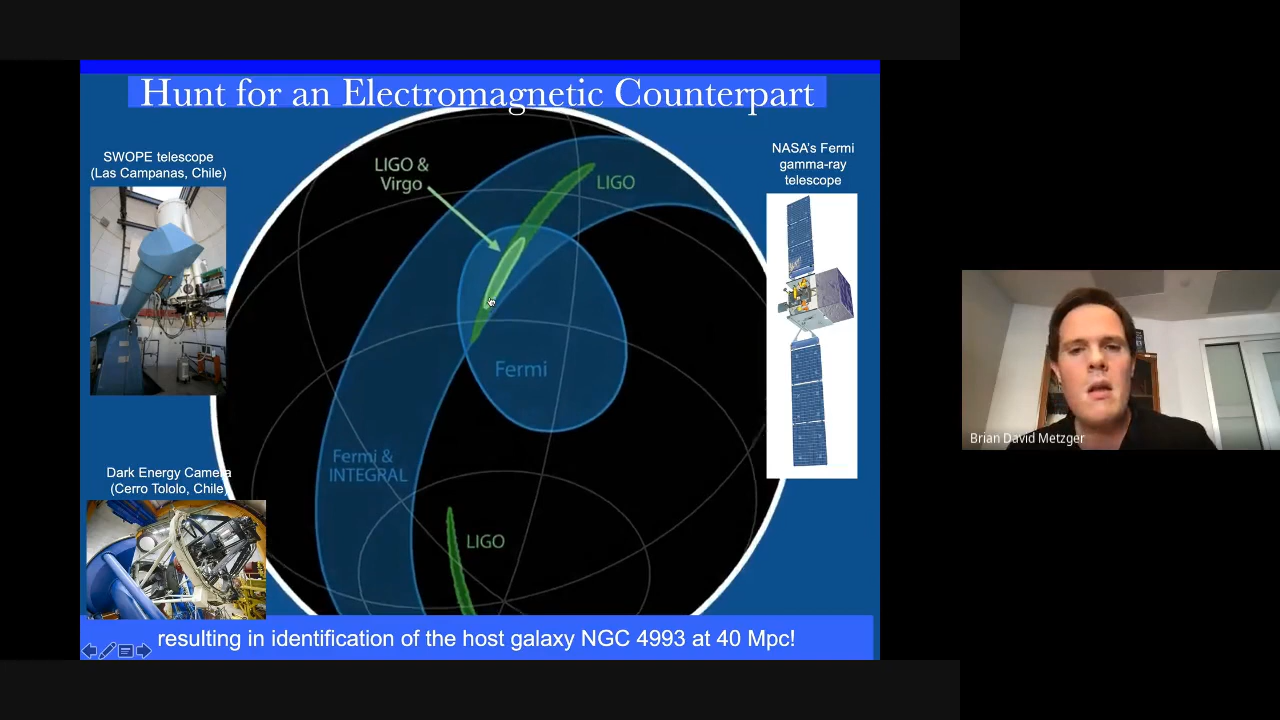 Hunt for an Electromagnetic Counterpart
SWOPE telescope
(Las Campanas, Chile)
LIGO &
Virgo
LIGO
NASA's Fermi
gamma-ray
telescope
Fermi
Fermi &
INTEGRAL
Dark Energy Camera
(Cerro Tololo, Chile)
LIGO
resulting in identification of the host galaxy NGC 4993 at 40 Mpc!
Brian David Metzger